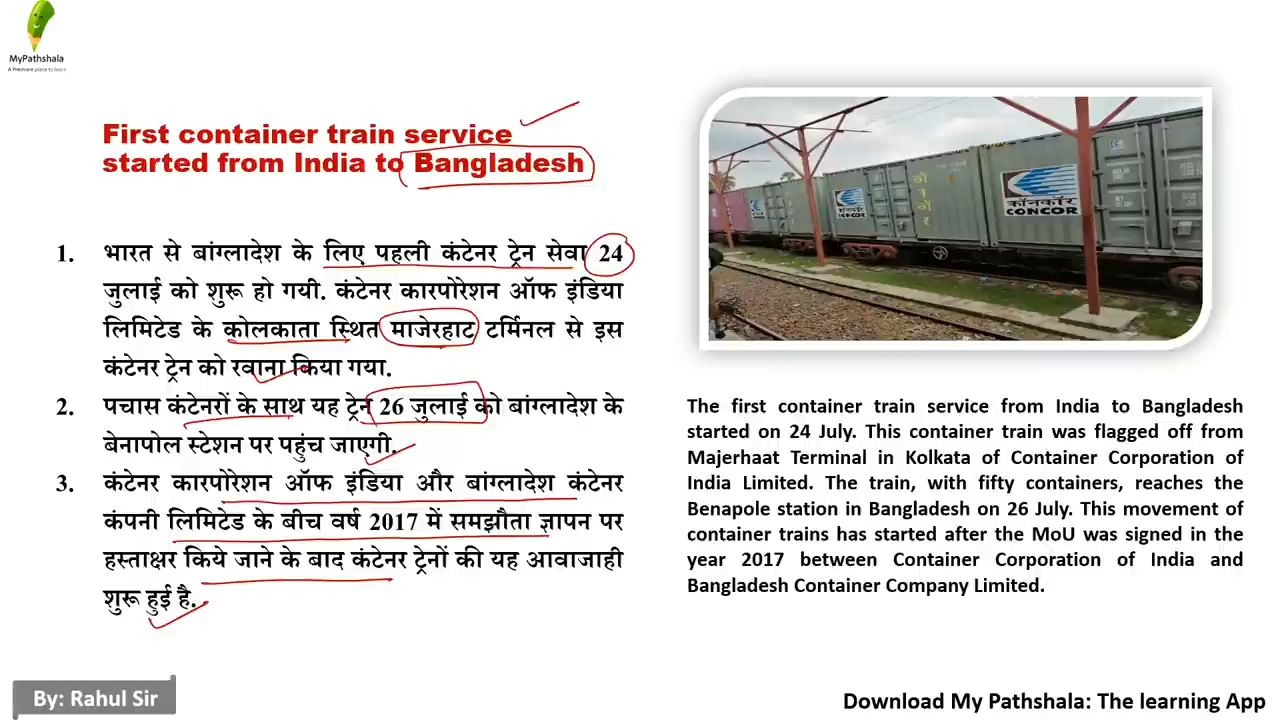 MyPathshala
A Premiere place to learn
First container train service
started from India to Bangladesh
1. भारत से बांग्लादेश के लिए पहली कंटेनर ट्रेन सेवा 24
जुलाई को शुरू हो गयी. कंटेनर कारपोरेशन ऑफ इंडिया
लिमिटेड के कोलकाता स्थित माजेरहाट टर्मिनल से इस
कंटेनर ट्रेन को रवाना किया गया.
2. पचास कंटेनरों के साथ यह ट्रेन 26 जुलाई को बांग्लादेश के
बेनापोल स्टेशन पर पहुंच जाएगी.
3. कंटेनर कारपोरेशन ऑफ इंडिया और बांग्लादेश कंटेनर
कंपनी लिमिटेड के बीच वर्ष 2017 में समझौता ज्ञापन पर
हस्ताक्षर किये जाने के बाद कंटेनर ट्रेनों की यह आवाजाही
शुरू हुई है.
कॉनकॉर
CONCOR
कॉनकॉर
CONCOR
The first container train service from India to Bangladesh
started on 24 July. This container train was flagged off from
Majerhaat Terminal in Kolkata of Container Corporation of
India Limited. The train, with fifty containers, reaches the
Benapole station in Bangladesh on 26 July. This movement of
container trains has started after the MoU was signed in the
year 2017 between Container Corporation of India and
Bangladesh Container Company Limited.
By: Rahul Sir
Download My Pathshala: The learning App